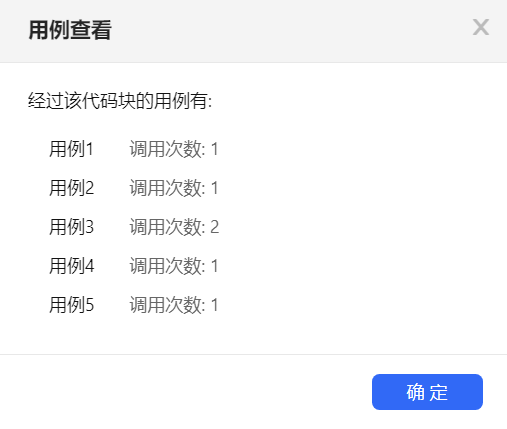 用例查看
X
经过该代码块的用例有:
用例1 调用次数: 1
用例2 调用次数: 1
用例3 调用次数: 2
用例4 调用次数: 1
用例5 调用次数: 1
确 定